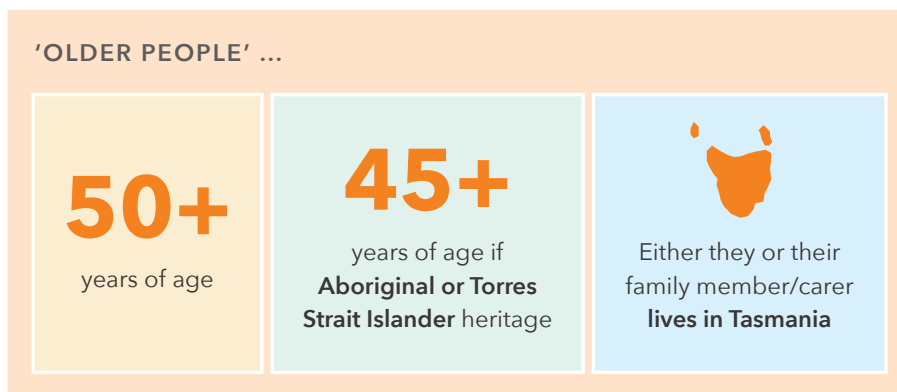 ‘OLDER PEOPLE’ ...
50+
years of age
45+
years of age if
Aboriginal or Torres
Strait Islander heritage
Either they or their
family member/carer
lives in Tasmania